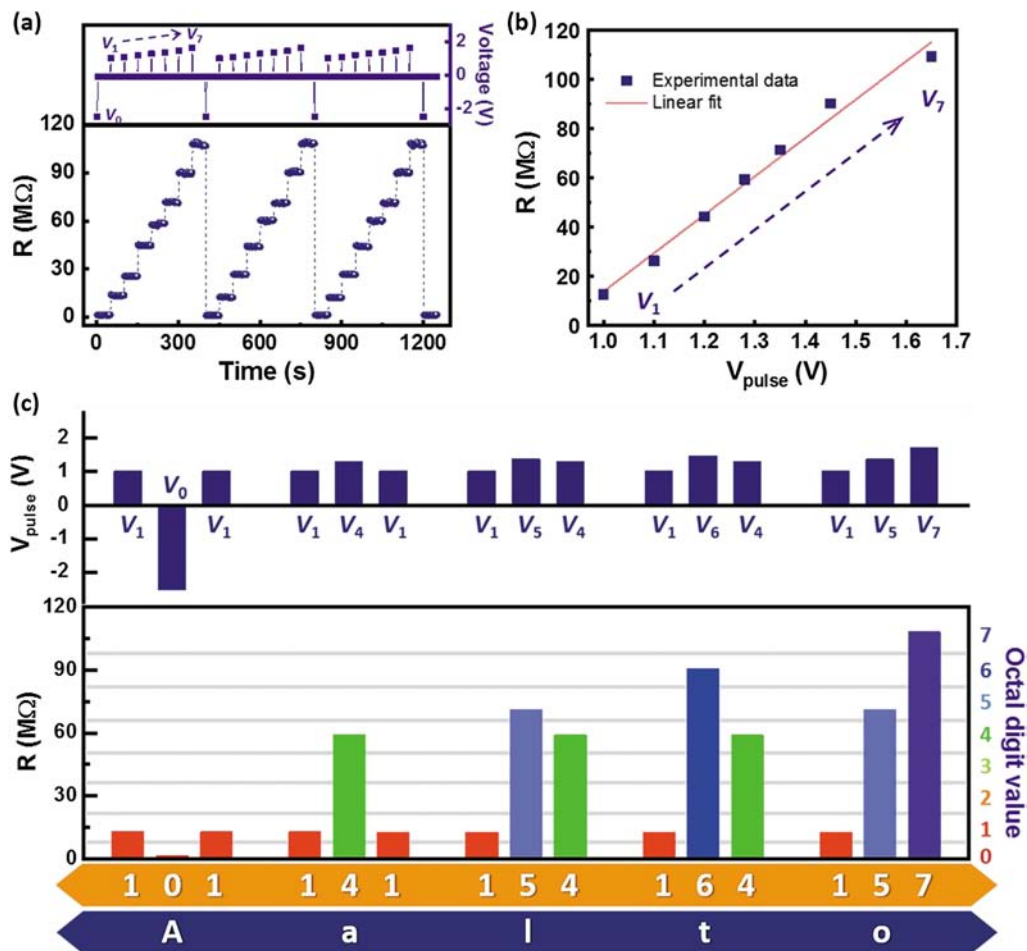 (a)
V1 V7
V0
2
0
-2
Voltage (V)
120
90
60
30
0
R (MΩ)
0 300 600 900 1200
Time (s)
(b)
120
100
80
60
40
20
0
R (MΩ)
Experimental data
Linear fit
V7
V1
1.0 1.1 1.2 1.3 1.4 1.5 1.6 1.7
Vpulse (V)
(c)
2
1
0
-1
-2
Vpulse (V)
V0
V1 V1 V1 V4 V1 V1 V5 V4 V1 V6 V4 V1 V5 V7
120
90
60
30
0
R (MΩ)
7
6
5
4
3
2
1
0
Octal digit value
1 0 1 1 4 1 1 5 4 1 6 4 1 5 7
A a l t o